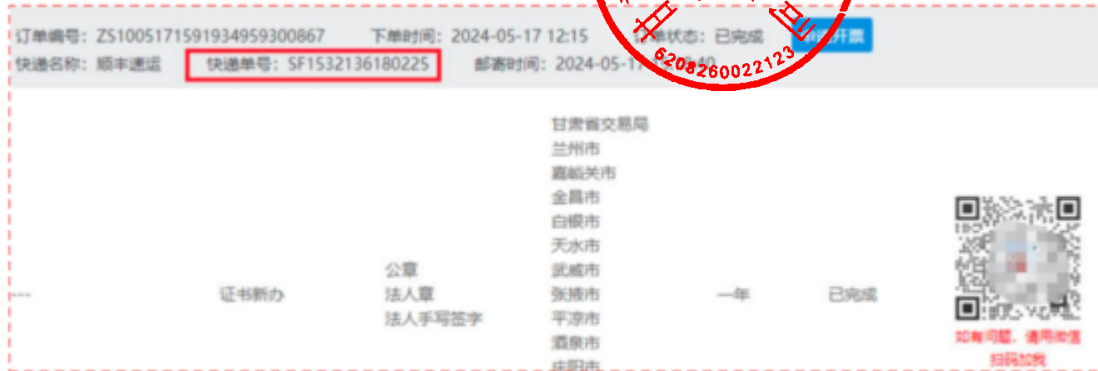 订单编号：ZS1005171591934959300867 下单时间：2024-05-17 12:15 订单状态：已完成
快递名称：顺丰速运 快递单号：SF1532136180225 邮寄时间：2024-05-17
6208260022123
甘肃省交易局
兰州市
嘉峪关市
金昌市
白银市
天水市
公章 武威市
--- 证书新办 法人章 张掖市 一年 已完成
法人手写签字 平凉市
酒泉市
庆阳市
如有问题，请用微信
扫码加我